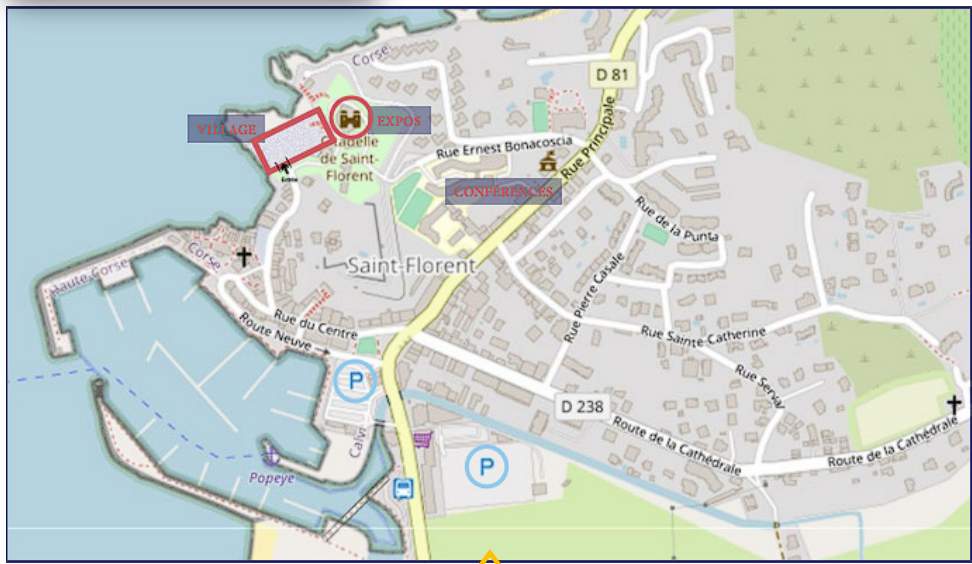 Corse
D 81
VILLAGE
EXPOS
Citadelle
de Saint-
Florent
Entrée
Rue Ernest Bonacoscia
Rue Principale
CONFÉRENCES
Rue de la Punta
Haute Corse
Corse
Saint-Florent
Rue Pierre Casale
Rue du Centre
Route Neuve
Rue Sainte Catherine
P
Rue Serval
D 238
Route de la Cathédrale
Route de la Cathédrale
Calvi
P
Popeye